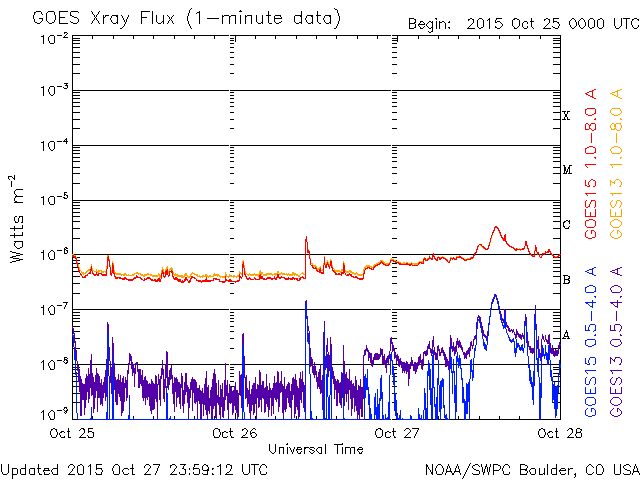 GOES Xray Flux (1-minute data)
Begin: 2015 Oct 25 0000 UTC
10-2
10-3
10-4
10-5
10-6
10-7
10-8
10-9
Watts m-2
X
M
C
B
A
GOES15 1.0-8.0 A
GOES13 1.0-8.0 A
GOES15 0.5-4.0 A
GOES13 0.5-4.0 A
Oct 25
Oct 26
Oct 27
Oct 28
Universal Time
Updated 2015 Oct 27 23:59:12 UTC
NOAA/SWPC Boulder, CO USA